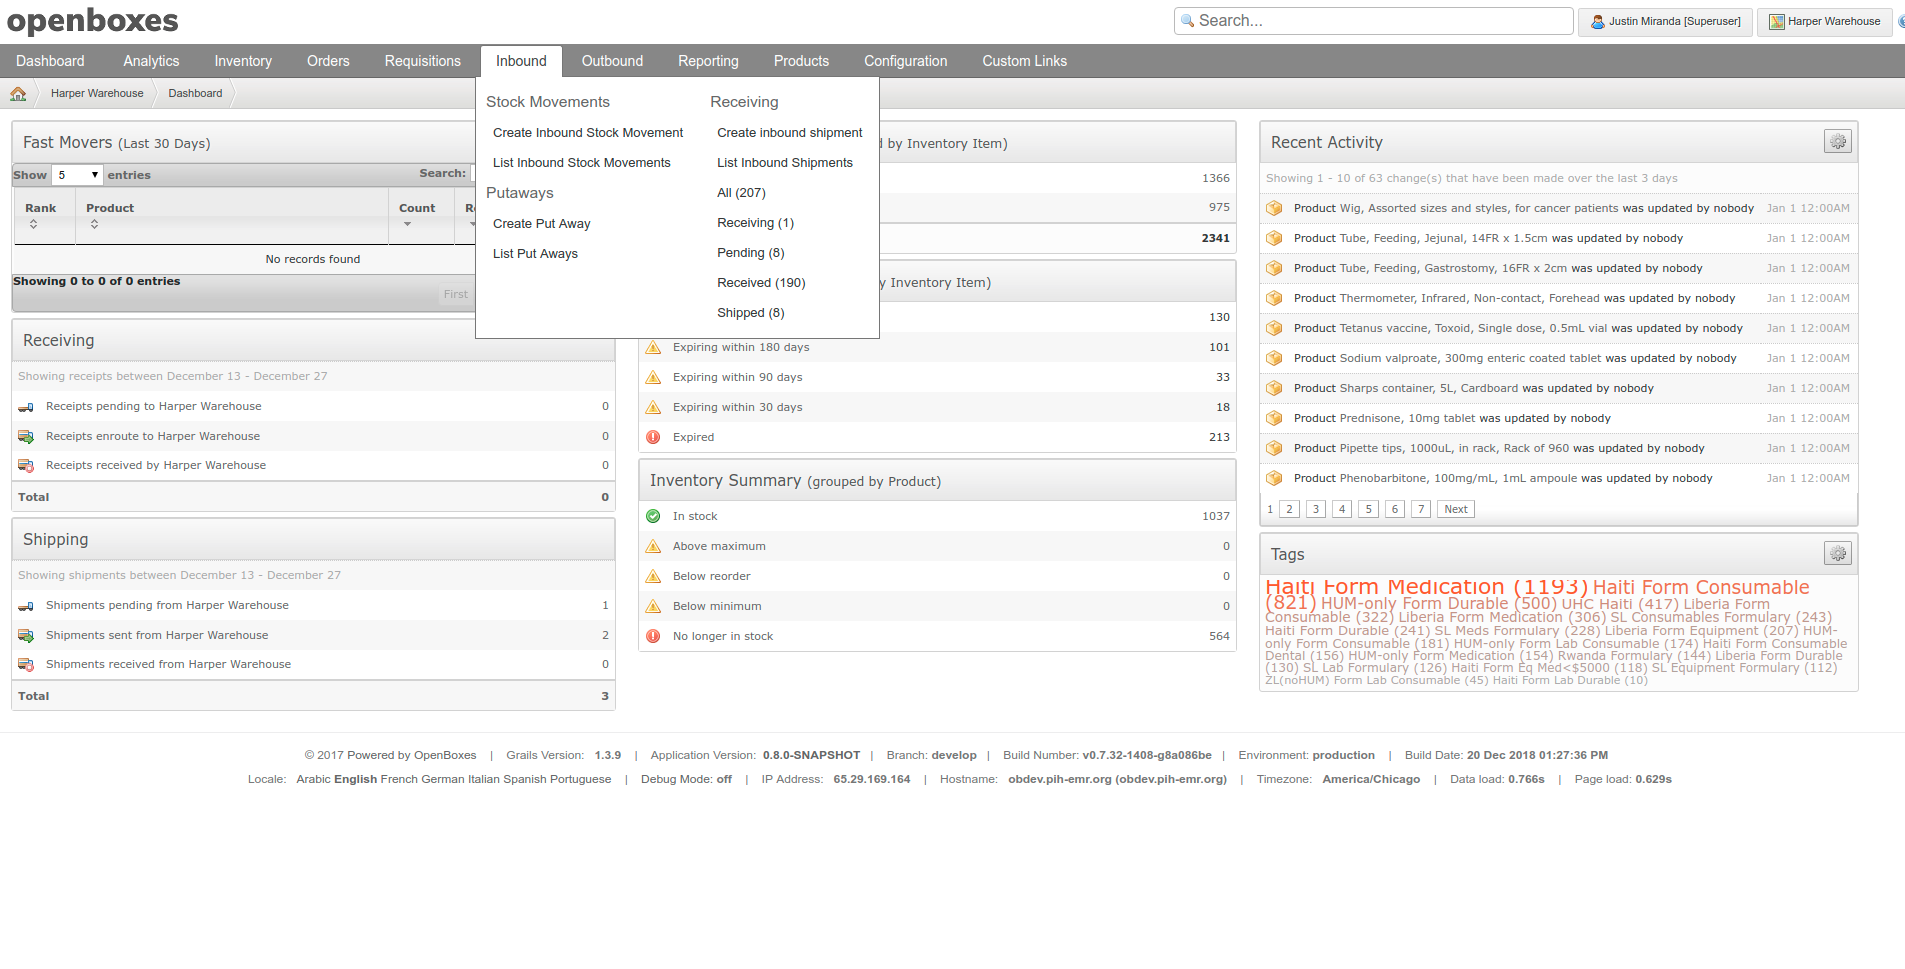 openboxes
Search...
Justin Miranda [Superuser]
Harper Warehouse
Dashboard Analytics Inventory Orders Requisitions Inbound Outbound Reporting Products Configuration Custom Links
Harper Warehouse Dashboard
Stock Movements
Create Inbound Stock Movement
List Inbound Stock Movements
Putaways
Create Put Away
List Put Aways
Receiving
Create inbound shipment
List Inbound Shipments
All (207)
Receiving (1)
Pending (8)
Received (190)
Shipped (8)
Fast Movers (Last 30 Days)
Show 5 entries Search:
Rank Product Count
No records found
Showing 0 to 0 of 0 entries
First
Receiving
Showing receipts between December 13 - December 27
Receipts pending to Harper Warehouse 0
Receipts enroute to Harper Warehouse 0
Receipts received by Harper Warehouse 0
Total 0
Shipping
Showing shipments between December 13 - December 27
Shipments pending from Harper Warehouse 1
Shipments sent from Harper Warehouse 2
Shipments received from Harper Warehouse 0
Total 3
by Inventory Item)
1366
975
2341
Inventory Item)
130
Expiring within 180 days 101
Expiring within 90 days 33
Expiring within 30 days 18
Expired 213
Inventory Summary (grouped by Product)
In stock 1037
Above maximum 0
Below reorder 0
Below minimum 0
No longer in stock 564
Recent Activity
Showing 1 - 10 of 63 change(s) that have been made over the last 3 days
Product Wig, Assorted sizes and styles, for cancer patients was updated by nobody Jan 1 12:00AM
Product Tube, Feeding, Jejunal, 14FR x 1.5cm was updated by nobody Jan 1 12:00AM
Product Tube, Feeding, Gastrostomy, 16FR x 2cm was updated by nobody Jan 1 12:00AM
Product Thermometer, Infrared, Non-contact, Forehead was updated by nobody Jan 1 12:00AM
Product Tetanus vaccine, Toxoid, Single dose, 0.5mL vial was updated by nobody Jan 1 12:00AM
Product Sodium valproate, 300mg enteric coated tablet was updated by nobody Jan 1 12:00AM
Product Sharps container, 5L, Cardboard was updated by nobody Jan 1 12:00AM
Product Prednisone, 10mg tablet was updated by nobody Jan 1 12:00AM
Product Pipette tips, 1000uL, in rack, Rack of 960 was updated by nobody Jan 1 12:00AM
Product Phenobarbitone, 100mg/mL, 1mL ampoule was updated by nobody Jan 1 12:00AM
1 2 3 4 5 6 7 Next
Tags
Haiti Form Medication (1193) Haiti Form Consumable
(821) HUM-only Form Durable (500) UHC Haiti (417) Liberia Form
Consumable (322) Liberia Form Medication (306) SL Consumables Formulary (243)
Haiti Form Durable (241) SL Meds Formulary (228) Liberia Form Equipment (207) HUM-
only Form Consumable (181) HUM-only Form Lab Consumable (174) Haiti Form Consumable
Dental (156) HUM-only Form Medication (154) Rwanda Formulary (144) Liberia Form Durable
(130) SL Lab Formulary (126) Haiti Form Eq Med<$5000 (118) SL Equipment Formulary (112)
ZL(noHUM) Form Lab Consumable (45) Haiti Form Lab Durable (10)
© 2017 Powered by OpenBoxes | Grails Version: 1.3.9 | Application Version: 0.8.0-SNAPSHOT | Branch: develop | Build Number: v0.7.32-1408-g8a086be | Environment: production | Build Date: 20 Dec 2018 01:27:36 PM
Locale: Arabic English French German Italian Spanish Portuguese | Debug Mode: off | IP Address: 65.29.169.164 | Hostname: obdev.pih-emr.org (obdev.pih-emr.org) | Timezone: America/Chicago | Data load: 0.766s | Page load: 0.629s